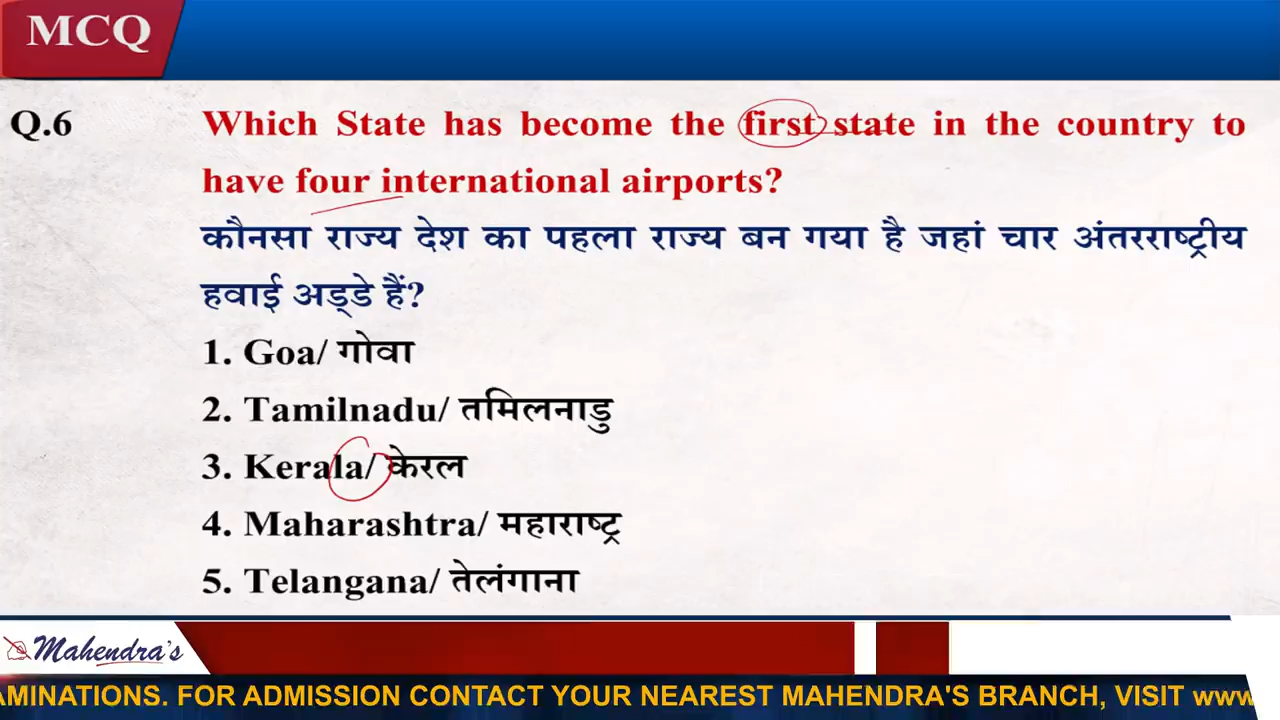 MCQ
Q.6 Which State has become the first state in the country to
have four international airports?
कौनसा राज्य देश का पहला राज्य बन गया है जहां चार अंतरराष्ट्रीय
हवाई अड्डे हैं?
1. Goa/ गोवा
2. Tamilnadu/ तमिलनाडु
3. Kerala/ केरल
4. Maharashtra/ महाराष्ट्र
5. Telangana/ तेलंगाना
Mahendra's
AMINATIONS. FOR ADMISSION CONTACT YOUR NEAREST MAHENDRA'S BRANCH, VISIT www